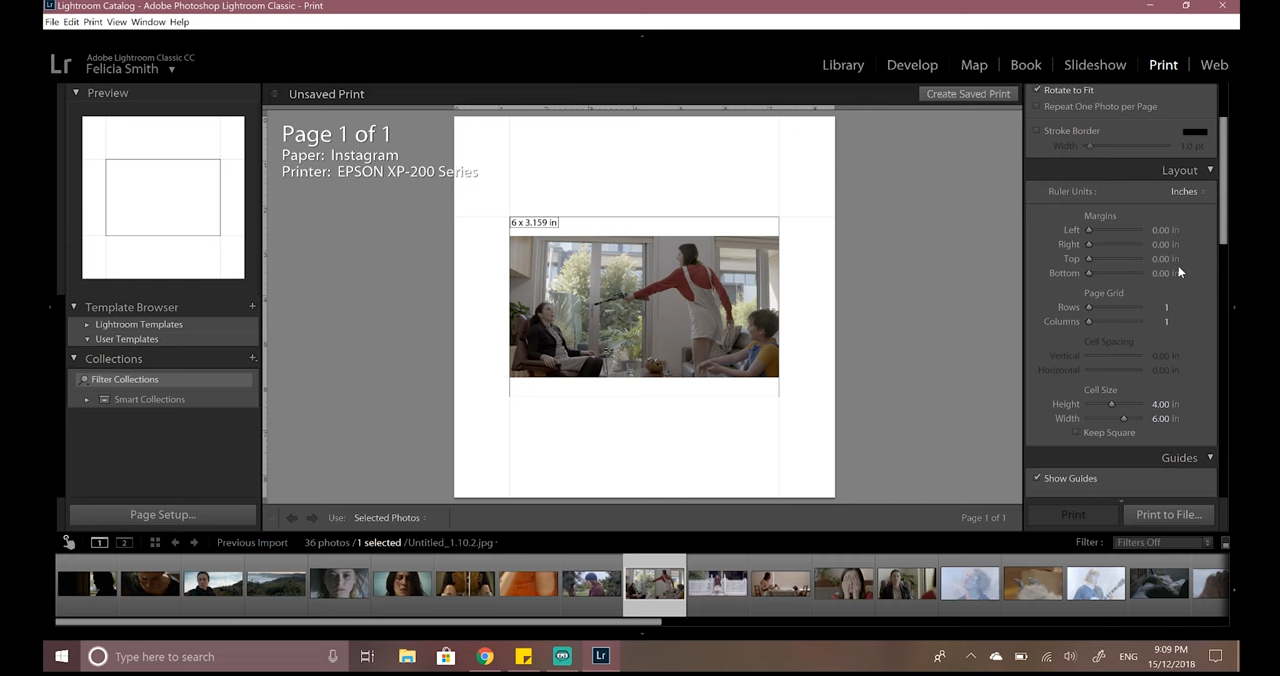 Lightroom Catalog - Adobe Photoshop Lightroom Classic - Print
File Edit Print View Window Help
Lr
Adobe Lightroom Classic CC
Felicia Smith
Library Develop Map Book Slideshow Print Web
Preview
Unsaved Print
Create Saved Print
Page 1 of 1
Paper: Instagram
Printer: EPSON XP-200 Series
6 x 3.159 in
Template Browser
Lightroom Templates
User Templates
Collections
Filter Collections
Smart Collections
Page Setup...
Rotate to Fit
Repeat One Photo per Page
Stroke Border
Width 1.0 pt
Layout
Ruler Units: Inches
Margins
Left 0.00 in
Right 0.00 in
Top 0.00 in
Bottom 0.00 in
Page Grid
Rows 1
Columns 1
Cell Spacing
Vertical 0.00 in
Horizontal 0.00 in
Cell Size
Height 4.00 in
Width 6.00 in
Keep Square
Guides
Show Guides
Print
Print to File...
Use: Selected Photos
Page 1 of 1
1 2
Previous Import 36 photos / 1 selected / Untitled_1.10.2.jpg
Filter : Filters Off
Type here to search
Lr
ENG
9:09 PM
15/12/2018